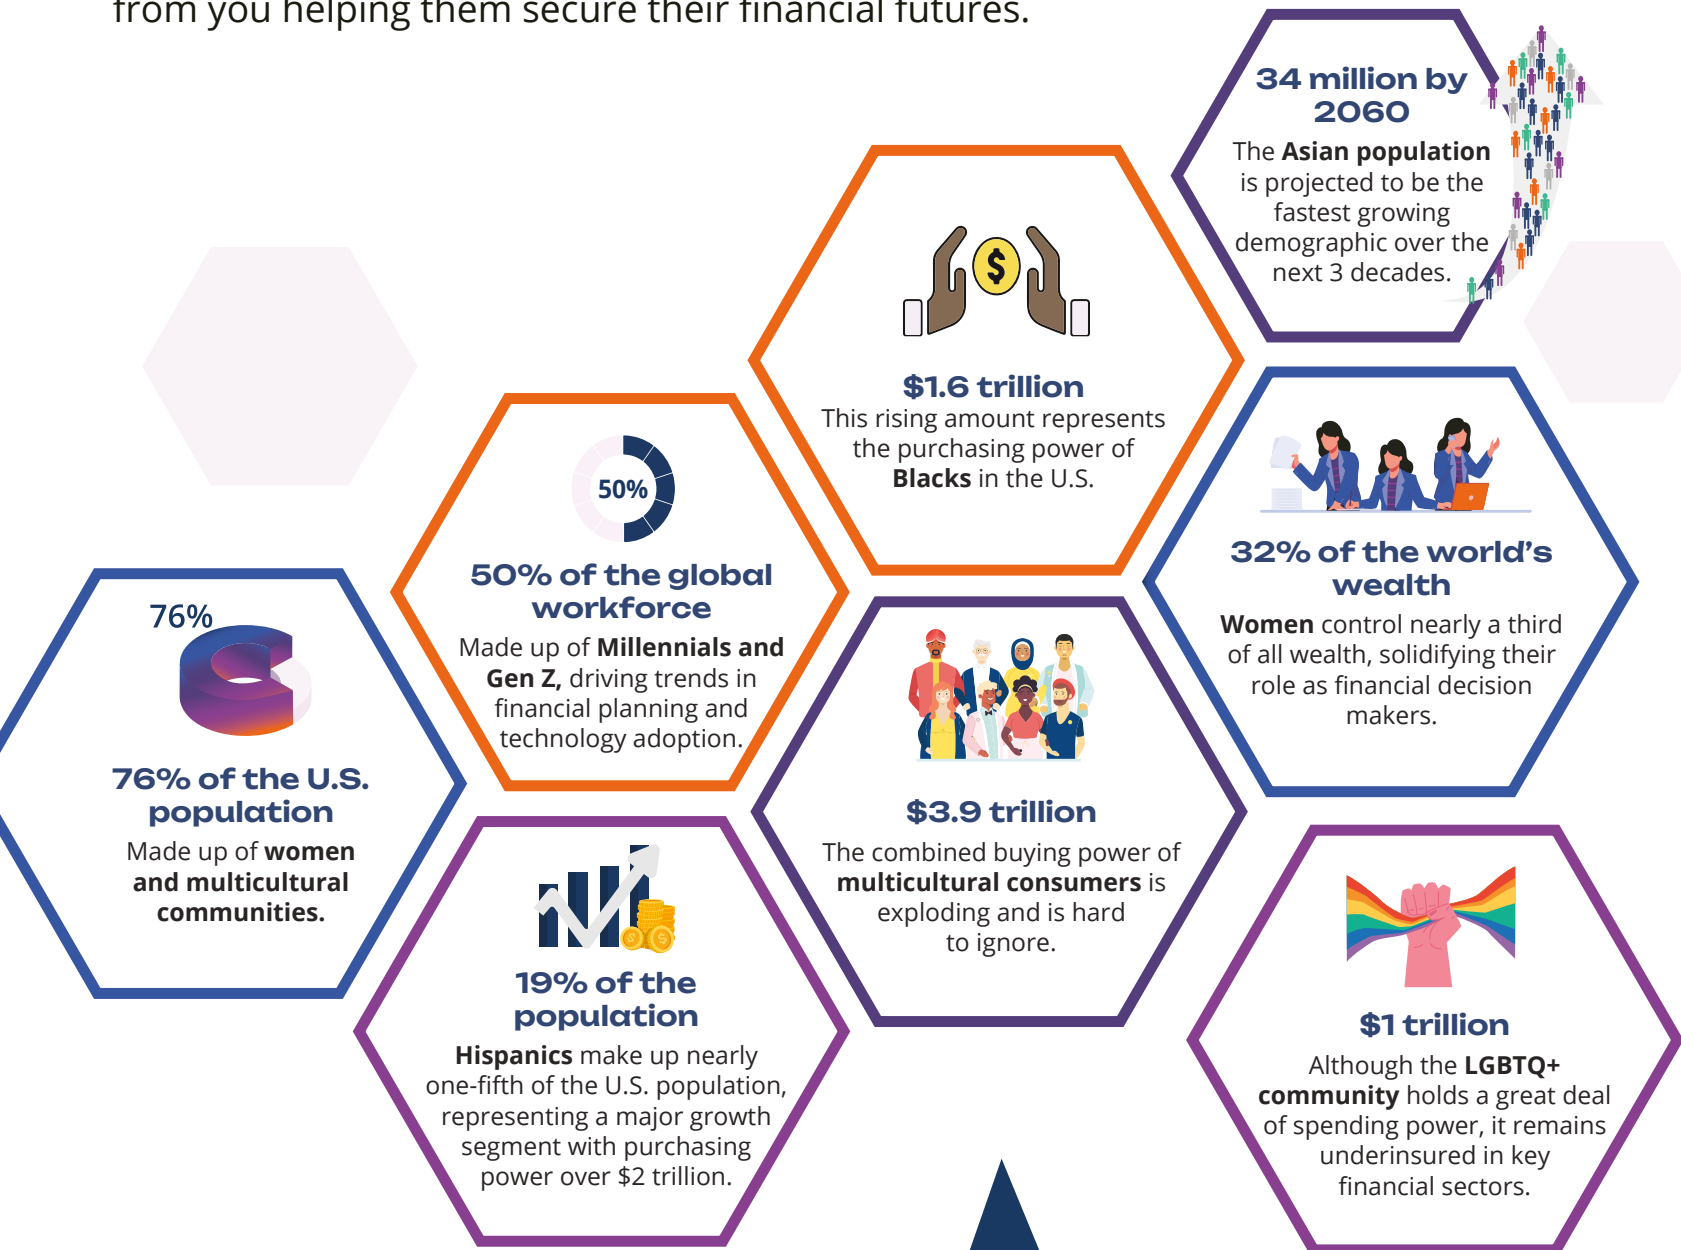 from you helping them secure their financial futures.
34 million by
2060
The Asian population
is projected to be the
fastest growing
demographic over the
next 3 decades.
$
$1.6 trillion
This rising amount represents
the purchasing power of
Blacks in the U.S.
50%
50% of the global
workforce
Made up of Millennials and
Gen Z, driving trends in
financial planning and
technology adoption.
32% of the world's
wealth
Women control nearly a third
of all wealth, solidifying their
role as financial decision
makers.
76%
76% of the U.S.
population
Made up of women
and multicultural
communities.
$3.9 trillion
The combined buying power of
multicultural consumers is
exploding and is hard
to ignore.
$ $
19% of the
population
Hispanics make up nearly
one-fifth of the U.S. population,
representing a major growth
segment with purchasing
power over $2 trillion.
$1 trillion
Although the LGBTQ+
community holds a great deal
of spending power, it remains
underinsured in key
financial sectors.